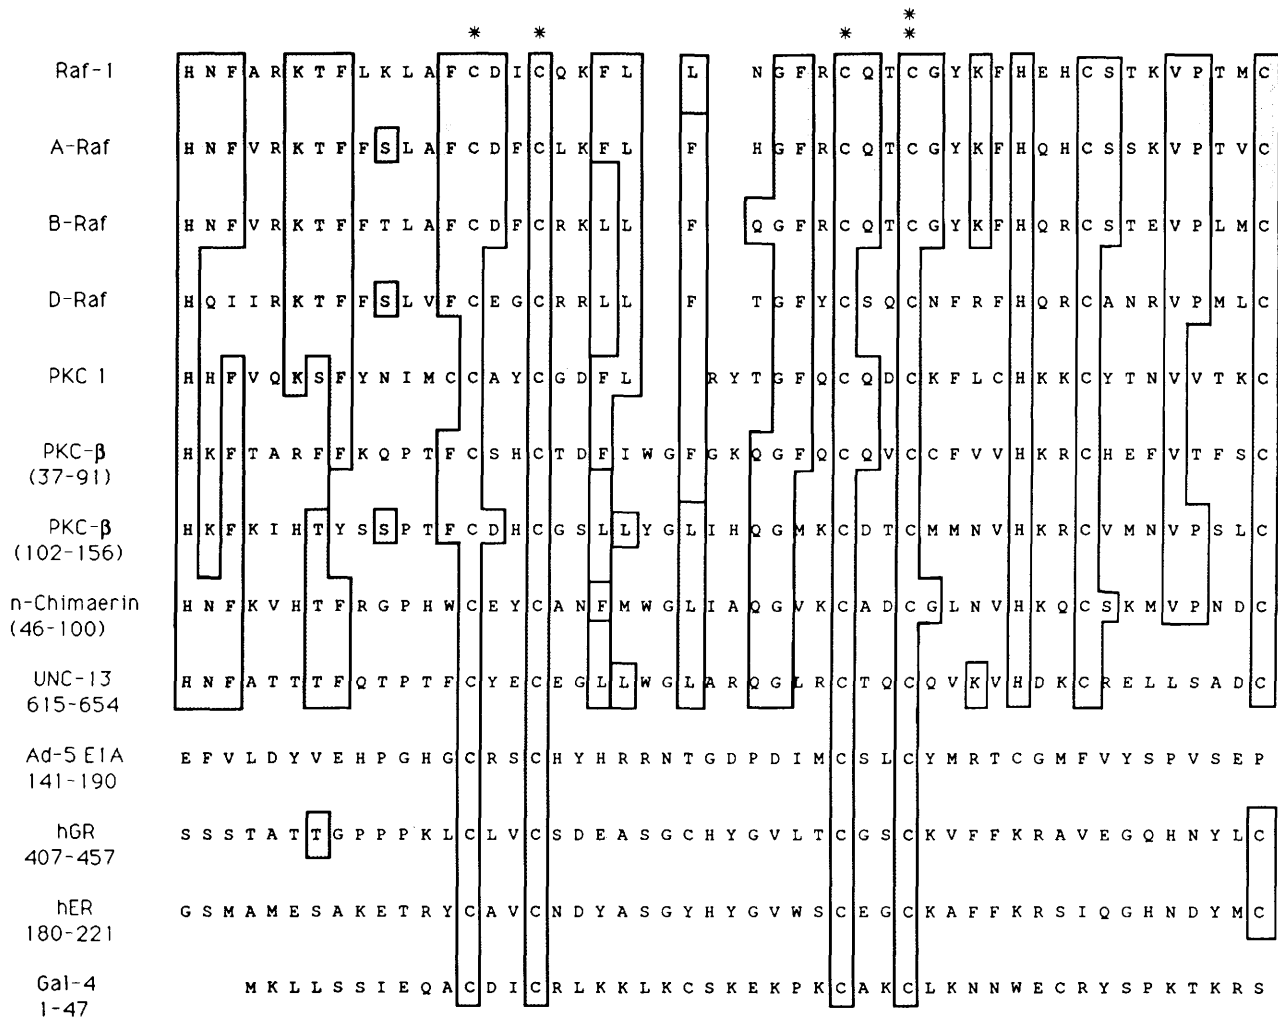 * * * *
*
Raf-1 H N F A R K T F L K L A F C D I C Q K F L L N G F R C Q T C G Y K F H E H C S T K V P T M C
A-Raf H N F V R K T F F S L A F C D F C L K F L F H G F R C Q T C G Y K F H Q H C S S K V P T V C
B-Raf H N F V R K T F F T L A F C D F C R K L L F Q G F R C Q T C G Y K F H Q R C S T E V P L M C
D-Raf H Q I I R K T F F S L V F C E G C R R L L F T G F Y C S Q C N F R F H Q R C A N R V P M L C
PKC 1 H H F V Q K S F Y N I M C C A Y C G D F L R Y T G F Q C Q D C K F L C H K K C Y T N V V T K C
PKC-β H K F T A R F F K Q P T F C S H C T D F I W G F G K Q G F Q C Q V C C F V V H K R C H E F V T F S C
(37-91)
PKC-β H K F K I H T Y S S P T F C D H C G S L L Y G L I H Q G M K C D T C M M N V H K R C V M N V P S L C
(102-156)
n-Chimaerin H N F K V H T F R G P H W C E Y C A N F M W G L I A Q G V K C A D C G L N V H K Q C S K M V P N D C
(46-100)
UNC-13 H N F A T T T F Q T P T F C Y E C E G L L W G L A R Q G L R C T Q C Q V K V H D K C R E L L S A D C
615-654
Ad-5 E1A E F V L D Y V E H P G H G C R S C H Y H R R N T G D P D I M C S L C Y M R T C G M F V Y S P V S E P
141-190
hGR S S S T A T T G P P P K L C L V C S D E A S G C H Y G V L T C G S C K V F F K R A V E G Q H N Y L C
407-457
hER G S M A M E S A K E T R Y C A V C N D Y A S G Y H Y G V W S C E G C K A F F K R S I Q G H N D Y M C
180-221
Gal-4 M K L L S S I E Q A C D I C R L K K L K C S K E K P K C A K C L K N N W E C R Y S P K T K R S
1-47